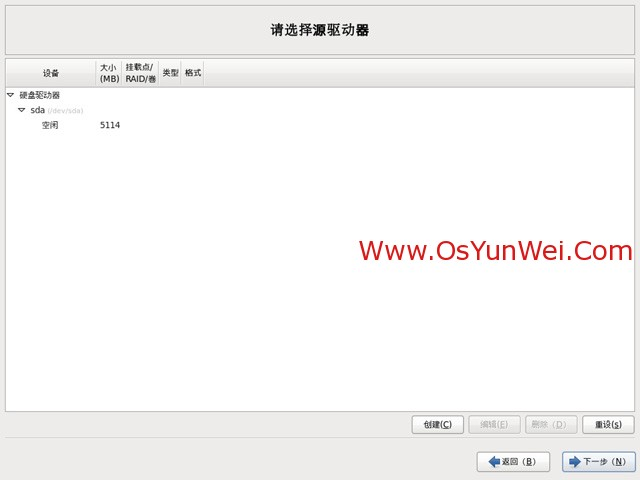 请选择源驱动器
设备
大小
(MB)
挂载点/
RAID/卷
类型
格式
硬盘驱动器
sda (/dev/sda)
空闲
5114
Www.OsYunWei.Com
创建(C)
编辑(E)
删除（D）
重设(s)
返回（B）
下一步（N）